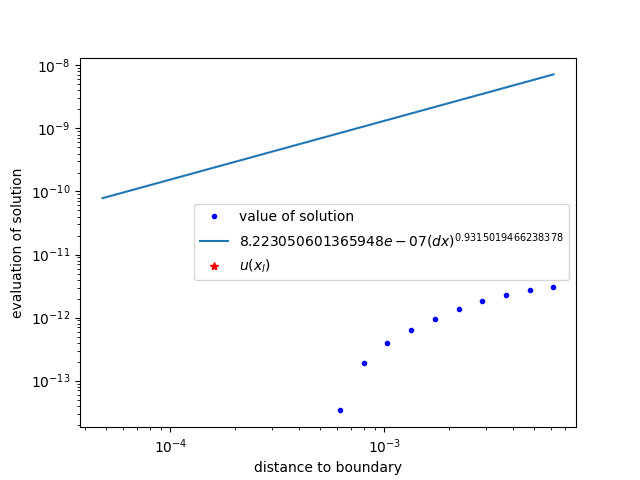 10⁻⁸
10⁻⁹
10⁻¹⁰
10⁻¹¹
10⁻¹²
10⁻¹³
evaluation of solution
value of solution
8.223050601365948e − 07(dx)^0.9315019466238378
u(x_l)
10⁻⁴ 10⁻³
distance to boundary